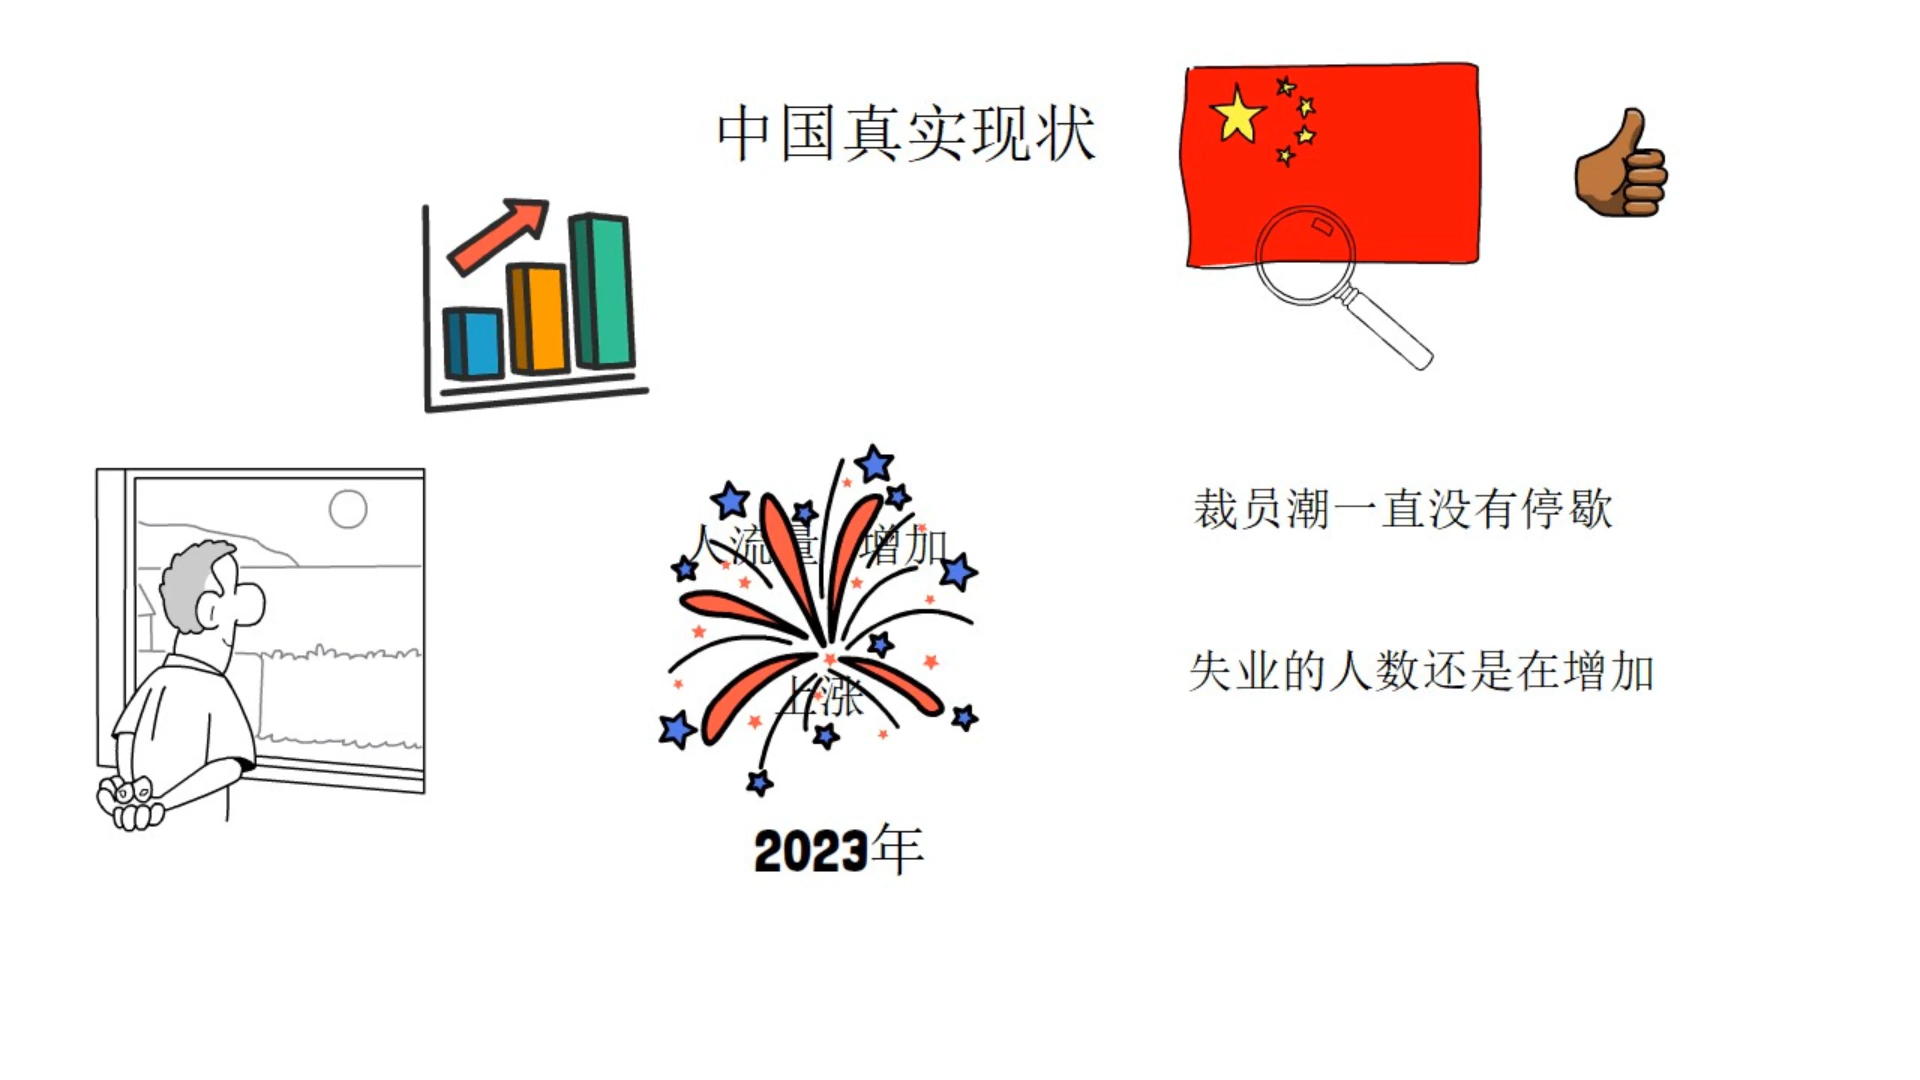 中国真实现状
人流量 增加
上涨
2023年
裁员潮一直没有停歇
失业的人数还是在增加